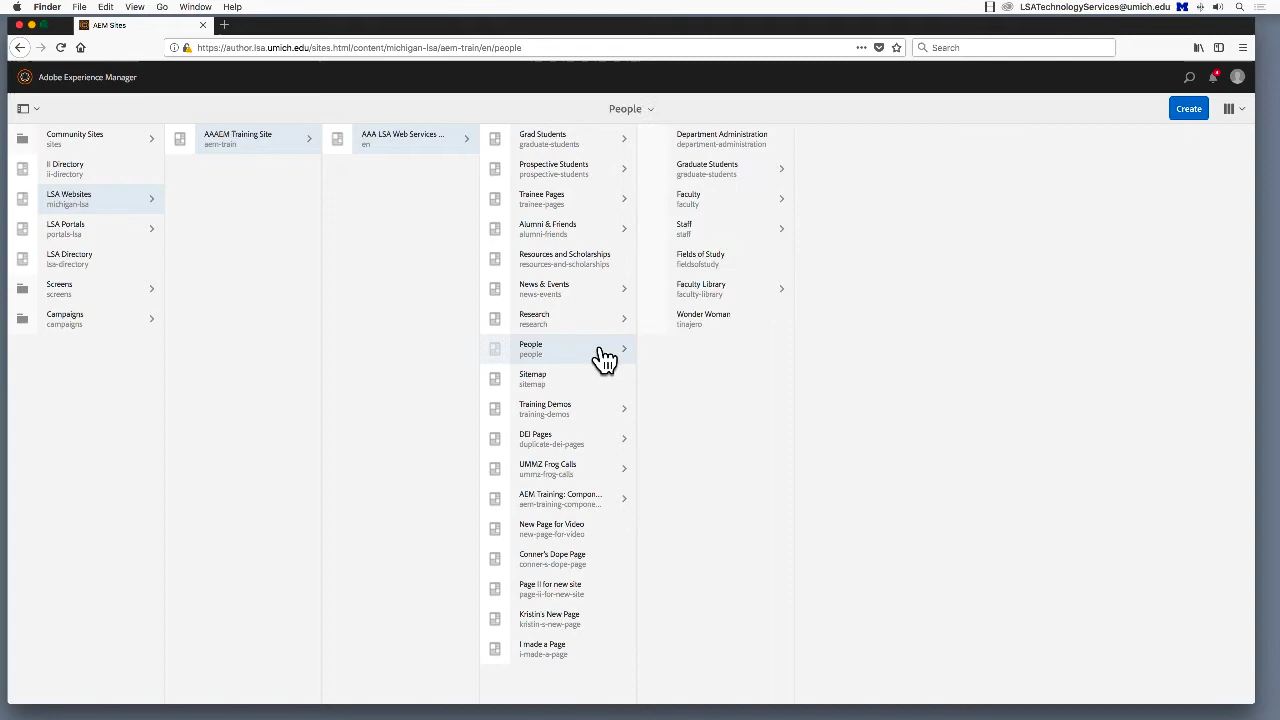 Finder File Edit View Go Window Help
LSATechnologyServices@umich.edu
AEM Sites
https://author.lsa.umich.edu/sites.html/content/michigan-lsa/aem-train/en/people
Search
Adobe Experience Manager
People
Create
Community Sites
sites
II Directory
ii-directory
LSA Websites
michigan-lsa
LSA Portals
portals-lsa
LSA Directory
lsa-directory
Screens
screens
Campaigns
campaigns
AAAEM Training Site
aem-train
AAA LSA Web Services ...
en
Grad Students
graduate-students
Prospective Students
prospective-students
Trainee Pages
trainee-pages
Alumni & Friends
alumni-friends
Resources and Scholarships
resources-and-scholarships
News & Events
news-events
Research
research
People
people
Sitemap
sitemap
Training Demos
training-demos
DEI Pages
duplicate-dei-pages
UMMZ Frog Calls
ummz-frog-calls
AEM Training: Compon...
aem-training-compone...
New Page for Video
new-page-for-video
Conner's Dope Page
conner-s-dope-page
Page II for new site
page-ii-for-new-site
Kristin's New Page
kristin-s-new-page
I made a Page
i-made-a-page
Department Administration
department-administration
Graduate Students
graduate-students
Faculty
faculty
Staff
staff
Fields of Study
fieldsofstudy
Faculty Library
faculty-library
Wonder Woman
tinajero